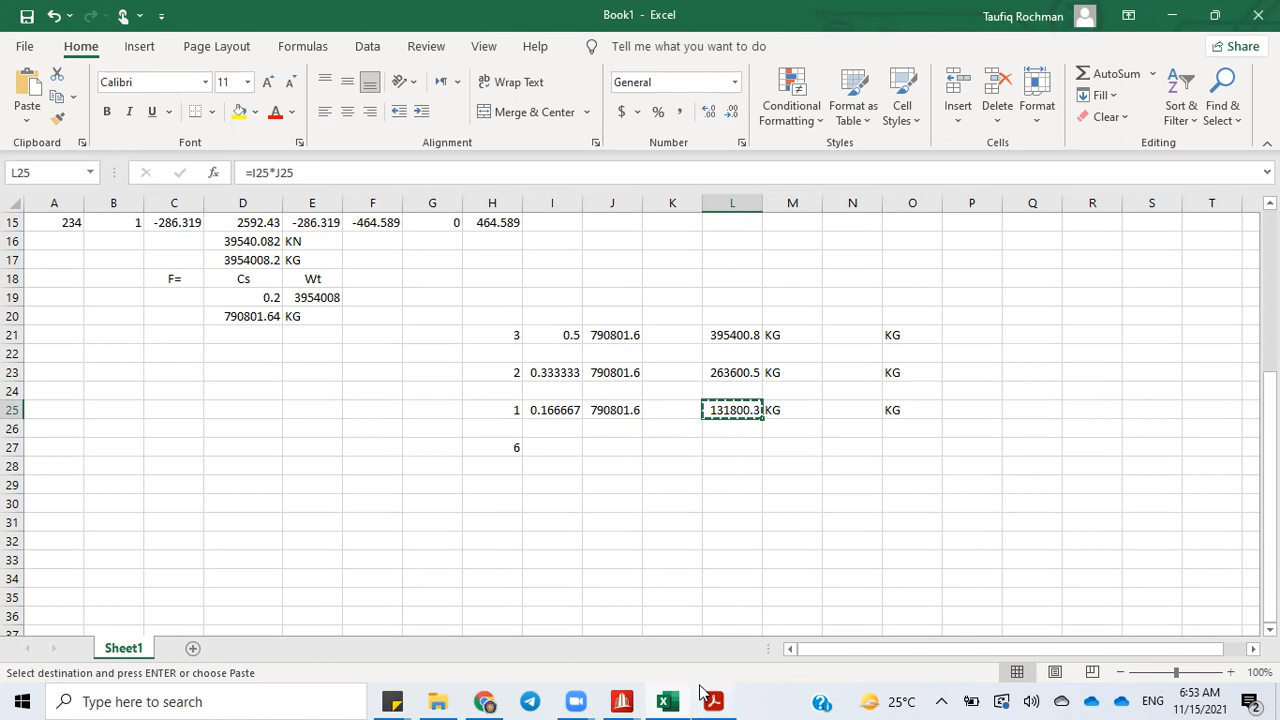 Book1 - Excel
Taufiq Rochman
File Home Insert Page Layout Formulas Data Review View Help Tell me what you want to do Share
Paste
Calibri 11
B I U
Wrap Text
Merge & Center
General
$ % ,
Conditional Formatting
Format as Table
Cell Styles
Insert
Delete
Format
AutoSum
Fill
Clear
Sort & Filter
Find & Select
Clipboard Font Alignment Number Styles Cells Editing
L25 fx =I25*J25
A B C D E F G H I J K L M N O P Q R S T
15 234 1 -286.319 2592.43 -286.319 -464.589 0 464.589
16 39540.082 KN
17 3954008.2 KG
18 F= Cs Wt
19 0.2 3954008
20 790801.64 KG
21 3 0.5 790801.6 395400.8 KG KG
22
23 2 0.333333 790801.6 263600.5 KG KG
24
25 1 0.166667 790801.6 131800.3 KG KG
26
27 6
28
29
30
31
32
33
34
35
36
37
Sheet1
Select destination and press ENTER or choose Paste
100%
Type here to search
25°C
ENG
6:53 AM
11/15/2021
2